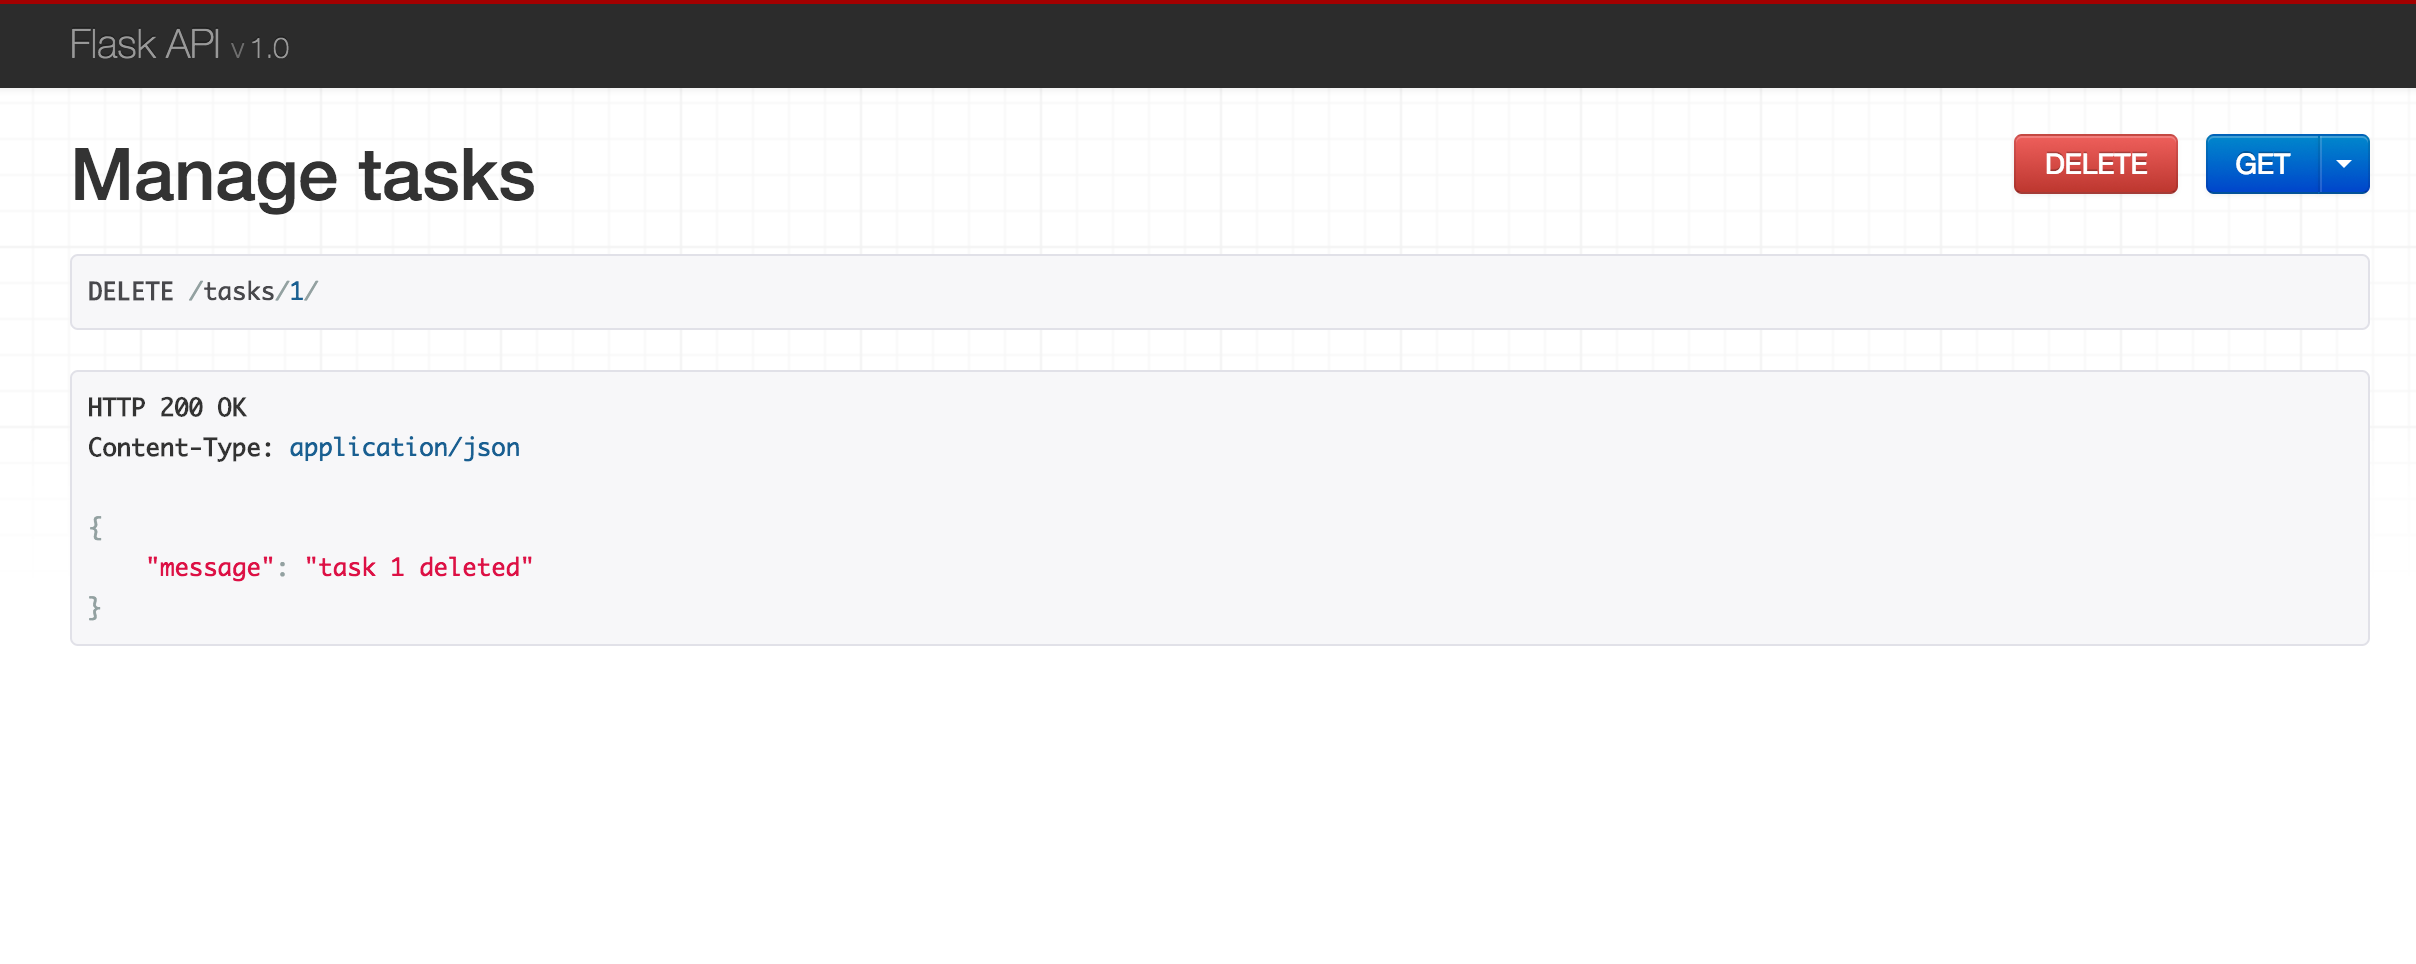 Flask API v 1.0
Manage tasks
DELETE
GET
DELETE /tasks/1/
HTTP 200 OK
Content-Type: application/json
{
"message": "task 1 deleted"
}